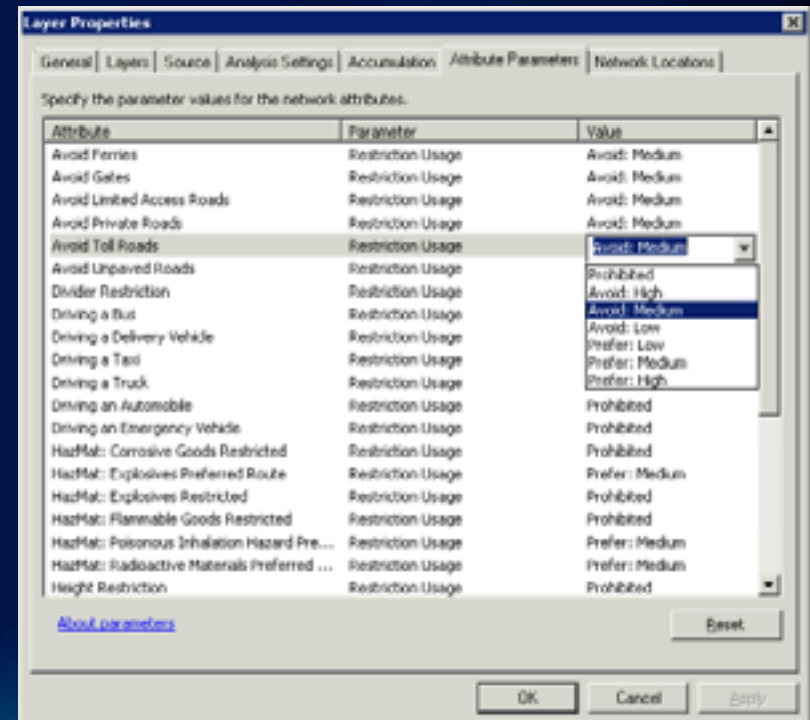 Layer Properties
General Layers Source Analysis Settings Accumulation Attribute Parameters Network Locations
Specify the parameter values for the network attributes.
Attribute Parameter Value
Avoid Ferries Restriction Usage Avoid: Medium
Avoid Gates Restriction Usage Avoid: Medium
Avoid Limited Access Roads Restriction Usage Avoid: Medium
Avoid Private Roads Restriction Usage Avoid: Medium
Avoid Toll Roads Restriction Usage Avoid: Medium
Avoid Unpaved Roads Restriction Usage
Prohibited
Divider Restriction Restriction Usage Avoid: High
Driving a Bus Restriction Usage Avoid: Medium
Avoid: Low
Driving a Delivery Vehicle Restriction Usage Prefer: Low
Driving a Taxi Restriction Usage Prefer: Medium
Driving a Truck Restriction Usage Prefer: High
Driving an Automobile Restriction Usage Prohibited
Driving an Emergency Vehicle Restriction Usage Prohibited
HazMat: Corrosive Goods Restricted Restriction Usage Prohibited
HazMat: Explosives Preferred Route Restriction Usage Prefer: Medium
HazMat: Explosives Restricted Restriction Usage Prohibited
HazMat: Flammable Goods Restricted Restriction Usage Prohibited
HazMat: Poisonous Inhalation Hazard Pre... Restriction Usage Prefer: Medium
HazMat: Radioactive Materials Preferred ... Restriction Usage Prefer: Medium
Height Restriction Restriction Usage Prohibited
About parameters Reset
OK Cancel Apply